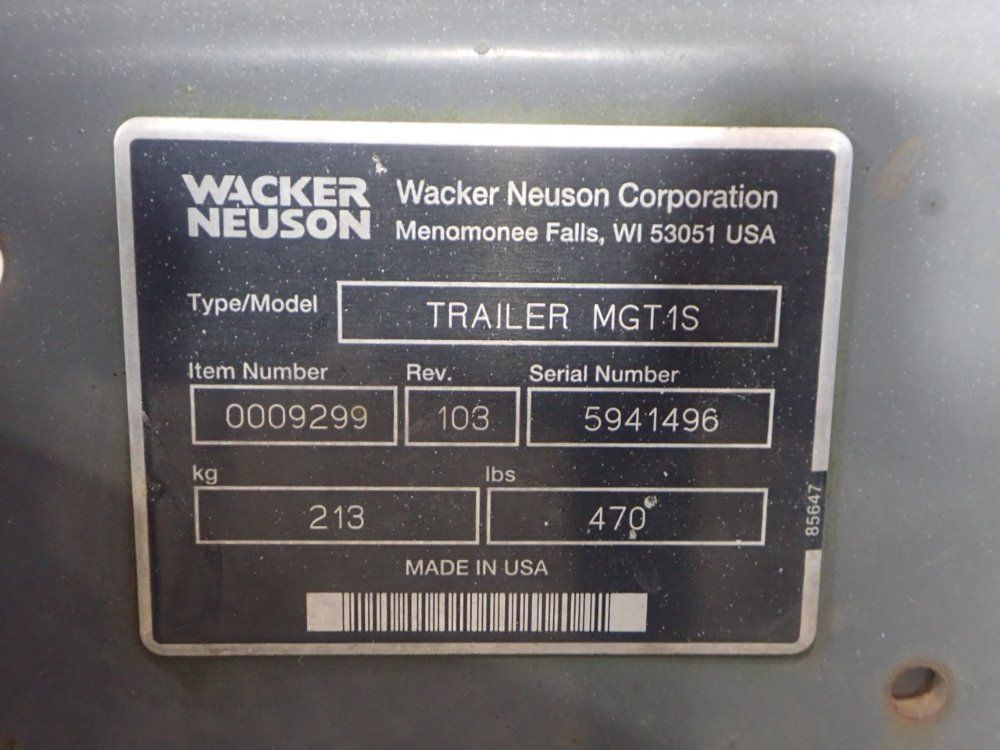 WACKER
NEUSON
Wacker Neuson Corporation
Menomonee Falls, WI 53051 USA
Type/Model TRAILER MGT1S
Item Number Rev. Serial Number
0009299 103 5941496
kg lbs
213 470
85647
MADE IN USA